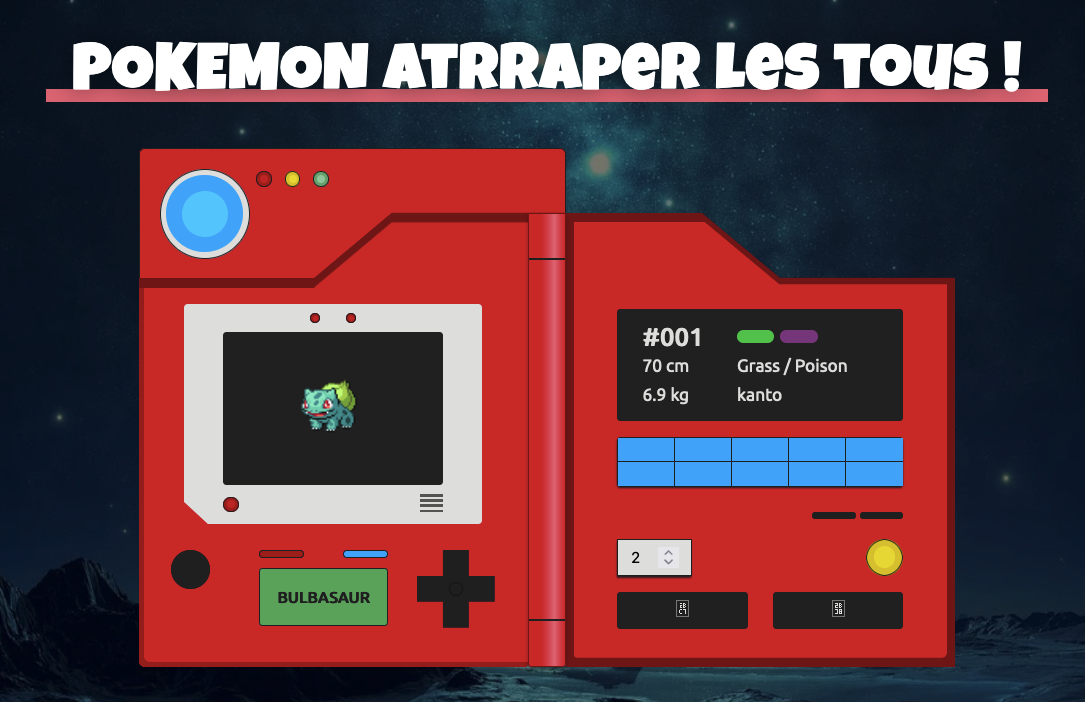 POKEMON ATRRAPER LES TOUS !
#001
70 cm
Grass / Poison
6.9 kg
kanto
2
BULBASAUR